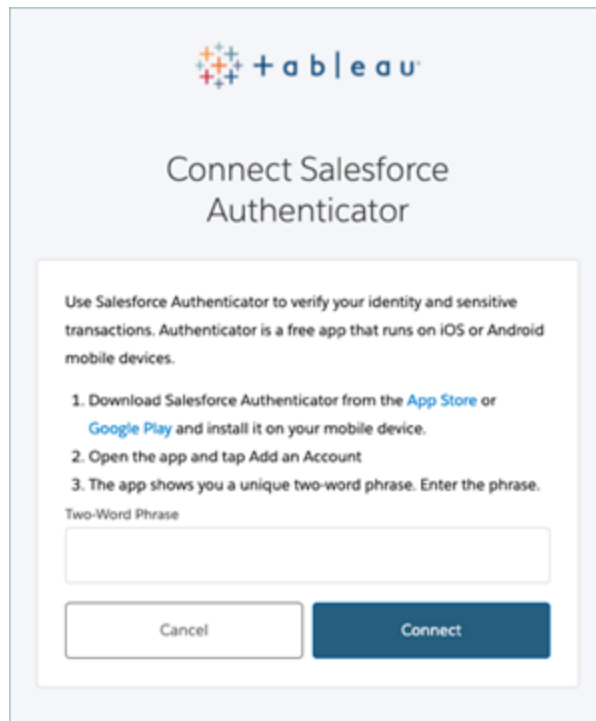 +ableau
Connect Salesforce
Authenticator
Use Salesforce Authenticator to verify your identity and sensitive
transactions. Authenticator is a free app that runs on iOS or Android
mobile devices.
1. Download Salesforce Authenticator from the App Store or
Google Play and install it on your mobile device.
2. Open the app and tap Add an Account
3. The app shows you a unique two-word phrase. Enter the phrase.
Two-Word Phrase
Cancel
Connect